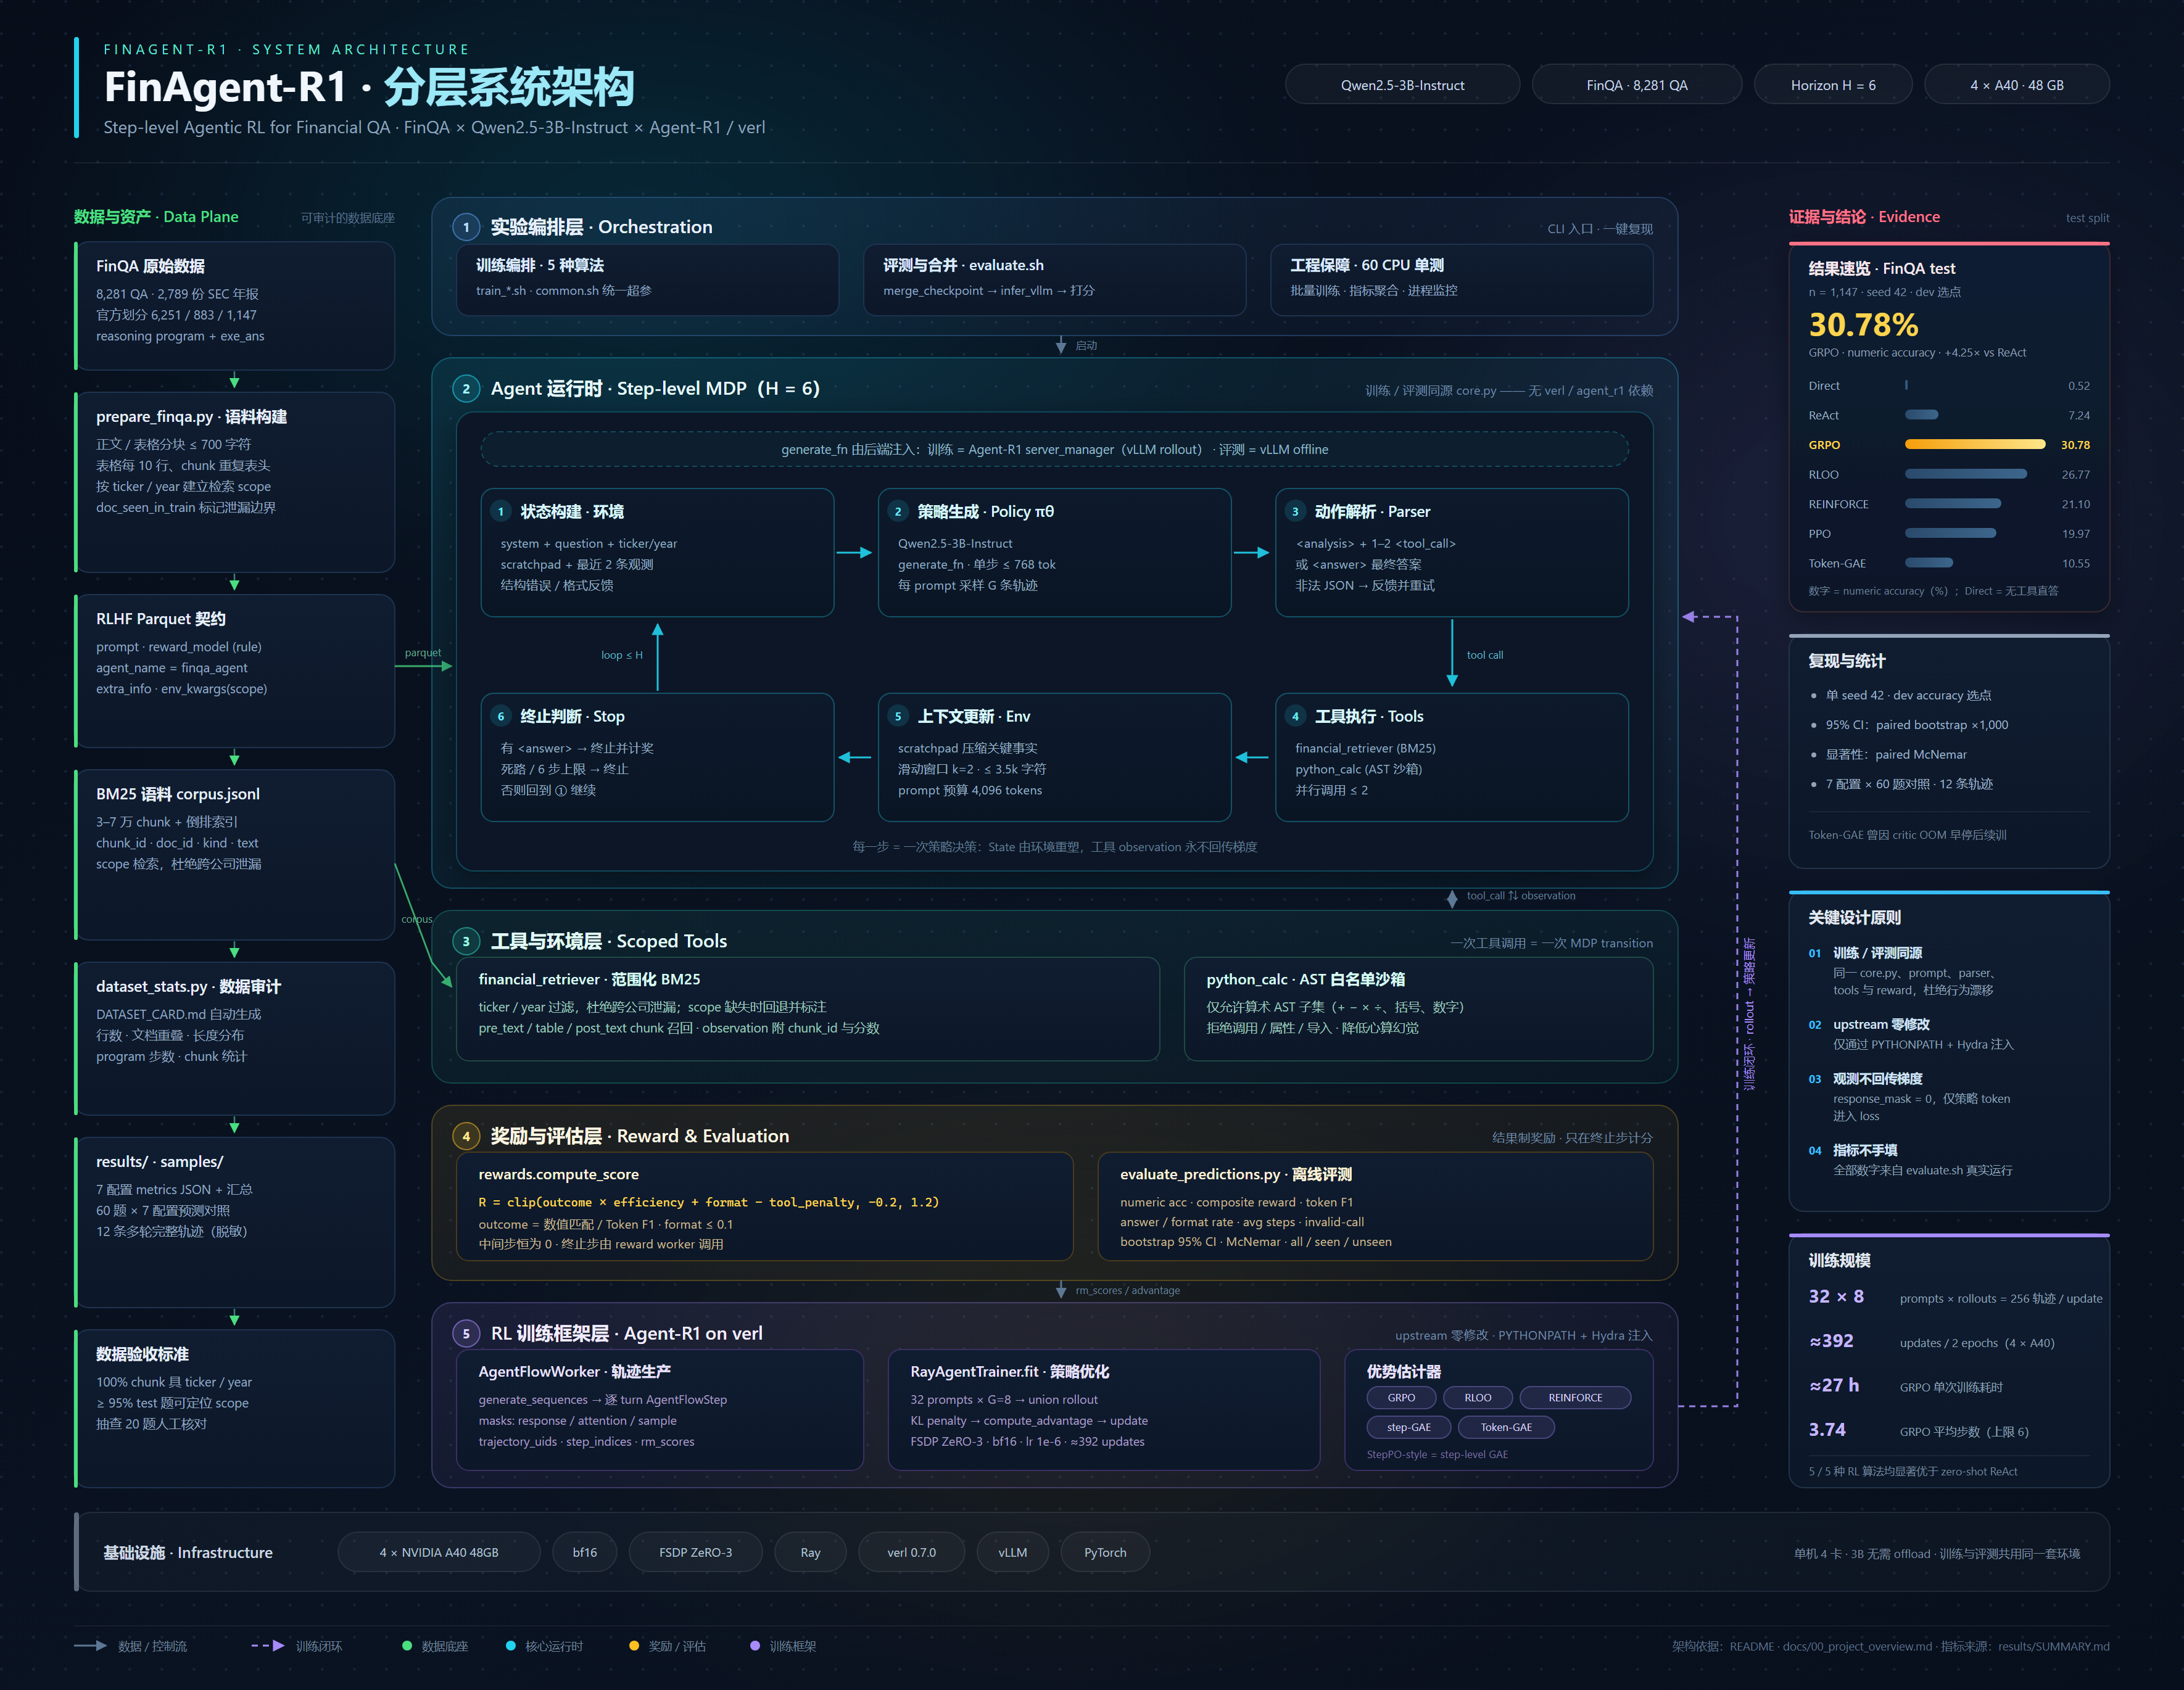 FINAGENT-R1 · SYSTEM ARCHITECTURE
FinAgent-R1 · 分层系统架构
Step-level Agentic RL for Financial QA · FinQA × Qwen2.5-3B-Instruct × Agent-R1 / verl
Qwen2.5-3B-Instruct
FinQA · 8,281 QA
Horizon H = 6
4 × A40 · 48 GB
数据与资产 · Data Plane
可审计的数据底座
FinQA 原始数据
8,281 QA · 2,789 份 SEC 年报
官方划分 6,251 / 883 / 1,147
reasoning program + exe_ans
prepare_finqa.py · 语料构建
正文 / 表格分块 ≤ 700 字符
表格每 10 行、chunk 重复表头
按 ticker / year 建立检索 scope
doc_seen_in_train 标记泄漏边界
RLHF Parquet 契约
prompt · reward_model (rule)
agent_name = finqa_agent
extra_info · env_kwargs(scope)
parquet
BM25 语料 corpus.jsonl
3–7 万 chunk + 倒排索引
chunk_id · doc_id · kind · text
scope 检索，杜绝跨公司泄漏
corpus
dataset_stats.py · 数据审计
DATASET_CARD.md 自动生成
行数 · 文档重叠 · 长度分布
program 步数 · chunk 统计
results/ · samples/
7 配置 metrics JSON + 汇总
60 题 × 7 配置预测对照
12 条多轮完整轨迹（脱敏）
数据验收标准
100% chunk 具 ticker / year
≥ 95% test 题可定位 scope
抽查 20 题人工核对
1 实验编排层 · Orchestration
CLI 入口 · 一键复现
训练编排 · 5 种算法
train_*.sh · common.sh 统一超参
评测与合并 · evaluate.sh
merge_checkpoint → infer_vllm → 打分
工程保障 · 60 CPU 单测
批量训练 · 指标聚合 · 进程监控
启动
2 Agent 运行时 · Step-level MDP（H = 6）
训练 / 评测同源 core.py —— 无 verl / agent_r1 依赖
generate_fn 由后端注入：训练 = Agent-R1 server_manager（vLLM rollout） · 评测 = vLLM offline
1 状态构建 · 环境
system + question + ticker/year
scratchpad + 最近 2 条观测
结构错误 / 格式反馈
2 策略生成 · Policy πθ
Qwen2.5-3B-Instruct
generate_fn · 单步 ≤ 768 tok
每 prompt 采样 G 条轨迹
3 动作解析 · Parser
<analysis> + 1–2 <tool_call>
或 <answer> 最终答案
非法 JSON → 反馈并重试
loop ≤ H
tool call
6 终止判断 · Stop
有 <answer> → 终止并计奖
死路 / 6 步上限 → 终止
否则回到 ① 继续
5 上下文更新 · Env
scratchpad 压缩关键事实
滑动窗口 k=2 · ≤ 3.5k 字符
prompt 预算 4,096 tokens
4 工具执行 · Tools
financial_retriever (BM25)
python_calc (AST 沙箱)
并行调用 ≤ 2
每一步 = 一次策略决策：State 由环境重塑，工具 observation 永不回传梯度
tool_call ⇅ observation
3 工具与环境层 · Scoped Tools
一次工具调用 = 一次 MDP transition
financial_retriever · 范围化 BM25
ticker / year 过滤，杜绝跨公司泄漏；scope 缺失时回退并标注
pre_text / table / post_text chunk 召回 · observation 附 chunk_id 与分数
python_calc · AST 白名单沙箱
仅允许算术 AST 子集（+ − × ÷、括号、数字）
拒绝调用 / 属性 / 导入 · 降低心算幻觉
4 奖励与评估层 · Reward & Evaluation
结果制奖励 · 只在终止步计分
rewards.compute_score
R = clip(outcome × efficiency + format − tool_penalty, −0.2, 1.2)
outcome = 数值匹配 / Token F1 · format ≤ 0.1
中间步恒为 0 · 终止步由 reward worker 调用
evaluate_predictions.py · 离线评测
numeric acc · composite reward · token F1
answer / format rate · avg steps · invalid-call
bootstrap 95% CI · McNemar · all / seen / unseen
rm_scores / advantage
5 RL 训练框架层 · Agent-R1 on verl
upstream 零修改 · PYTHONPATH + Hydra 注入
AgentFlowWorker · 轨迹生产
generate_sequences → 逐 turn AgentFlowStep
masks: response / attention / sample
trajectory_uids · step_indices · rm_scores
RayAgentTrainer.fit · 策略优化
32 prompts × G=8 → union rollout
KL penalty → compute_advantage → update
FSDP ZeRO-3 · bf16 · lr 1e-6 · ≈392 updates
优势估计器
GRPO
RLOO
REINFORCE
step-GAE
Token-GAE
StepPO-style = step-level GAE
训练闭环 · rollout → 策略更新
证据与结论 · Evidence
test split
结果速览 · FinQA test
n = 1,147 · seed 42 · dev 选点
30.78%
GRPO · numeric accuracy · +4.25× vs ReAct
Direct 0.52
ReAct 7.24
GRPO 30.78
RLOO 26.77
REINFORCE 21.10
PPO 19.97
Token-GAE 10.55
数字 = numeric accuracy（%）；Direct = 无工具直答
复现与统计
• 单 seed 42 · dev accuracy 选点
• 95% CI：paired bootstrap ×1,000
• 显著性：paired McNemar
• 7 配置 × 60 题对照 · 12 条轨迹
Token-GAE 曾因 critic OOM 早停后续训
关键设计原则
01 训练 / 评测同源
同一 core.py、prompt、parser、
tools 与 reward，杜绝行为漂移
02 upstream 零修改
仅通过 PYTHONPATH + Hydra 注入
03 观测不回传梯度
response_mask = 0，仅策略 token
进入 loss
04 指标不手填
全部数字来自 evaluate.sh 真实运行
训练规模
32 × 8 prompts × rollouts = 256 轨迹 / update
≈392 updates / 2 epochs（4 × A40）
≈27 h GRPO 单次训练耗时
3.74 GRPO 平均步数（上限 6）
5 / 5 种 RL 算法均显著优于 zero-shot ReAct
基础设施 · Infrastructure
4 × NVIDIA A40 48GB
bf16
FSDP ZeRO-3
Ray
verl 0.7.0
vLLM
PyTorch
单机 4 卡 · 3B 无需 offload · 训练与评测共用同一套环境
数据 / 控制流
训练闭环
数据底座
核心运行时
奖励 / 评估
训练框架
架构依据：README · docs/00_project_overview.md · 指标来源：results/SUMMARY.md